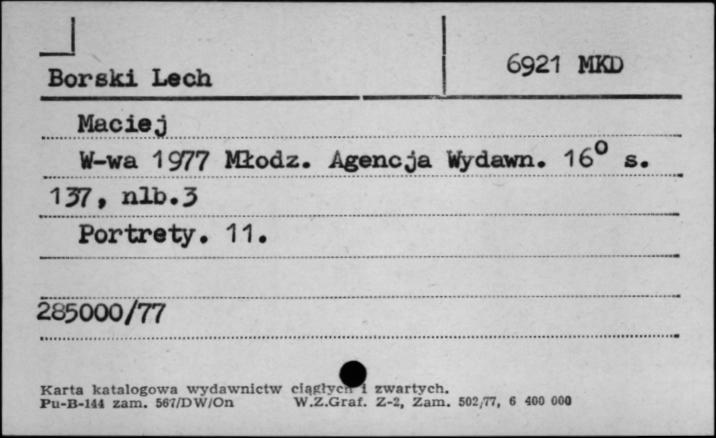 6921 MKD
Borski Lech
Maciej
W-wa 1977 Młodz. Agencja Wydawn. 16° s.
137, nlb.3
Portrety. 11.
285000/77
Karta katalogowa wydawnictw ciągłych i zwartych.
Pu-B-144 zam. 567/DW/On W.Z.Graf. Z-2, Zam. 502/77, 6 400 000